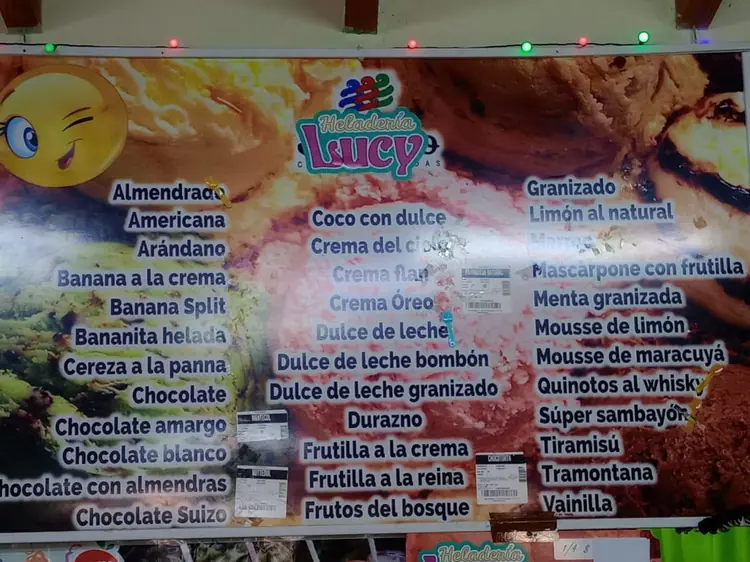 Heladería
Lucy
Almendrado
Americana
Arándano
Banana a la crema
Banana Split
Bananita helada
Cereza a la panna
Chocolate
Chocolate amargo
Chocolate blanco
Chocolate con almendras
Chocolate Suizo
Coco con dulce
Crema del cielo
Crema flan
Crema Óreo
Dulce de leche
Dulce de leche bombón
Dulce de leche granizado
Durazno
Frutilla a la crema
Frutilla a la reina
Frutos del bosque
Granizado
Limón al natural
Mascarpone con frutilla
Menta granizada
Mousse de limón
Mousse de maracuyá
Quinotos al whisky
Súper sambayón
Tiramisú
Tramontana
Vainilla
Heladería
1/4 $